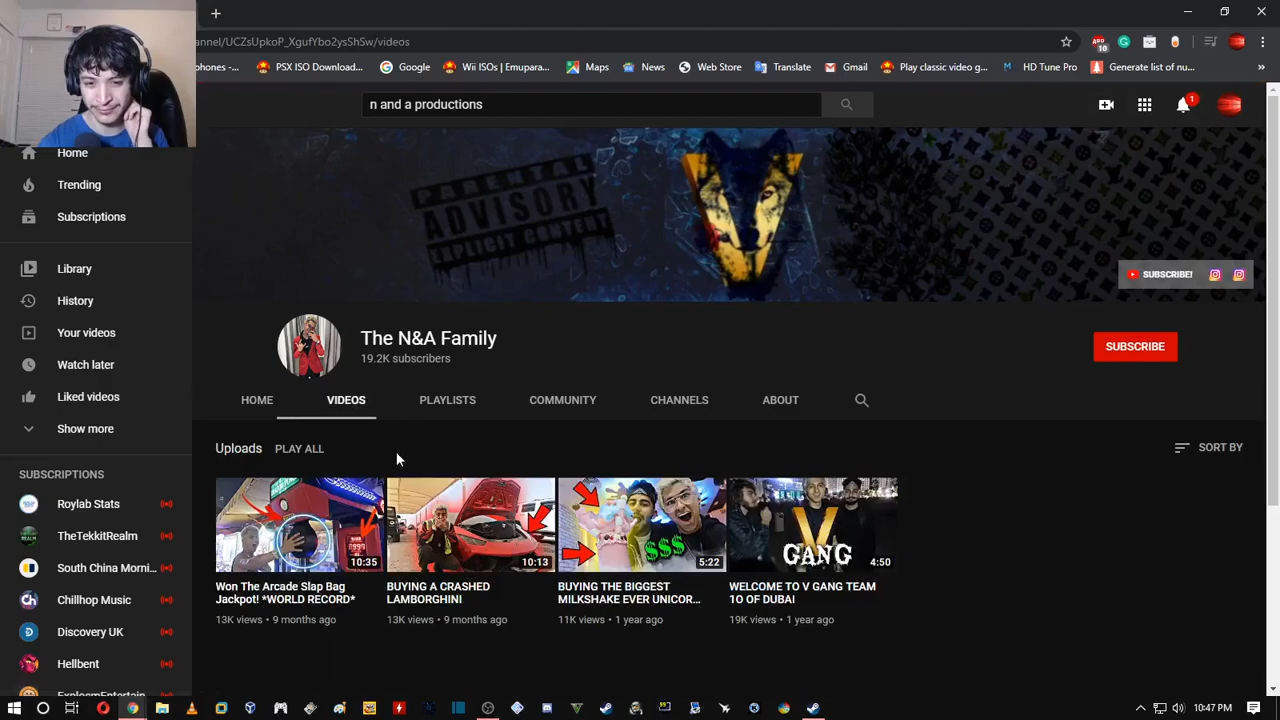 annel/UCZsUpkoP_XgufYbo2ysShSw/videos
10
phones -...
PSX ISO Download...
Google
Wii ISOs | Emupara...
Maps
News
Web Store
Translate
Gmail
Play classic video g...
HD Tune Pro
Generate list of nu...
»
n and a productions
1
Home
Trending
Subscriptions
Library
History
Your videos
Watch later
Liked videos
Show more
SUBSCRIPTIONS
Roylab Stats
TheTekkitRealm
South China Morni...
Chillhop Music
Discovery UK
Hellbent
ExplosmEntertain
PARENTAL
ADVISORY
EXPLICIT CONTENT
V
SUBSCRIBE!
The N&A Family
19.2K subscribers
SUBSCRIBE
HOME
VIDEOS
PLAYLISTS
COMMUNITY
CHANNELS
ABOUT
Uploads
PLAY ALL
SORT BY
10:35
Won The Arcade Slap Bag
Jackpot! *WORLD RECORD*
13K views • 9 months ago
10:13
BUYING A CRASHED
LAMBORGHINI
13K views • 9 months ago
$$$
5:22
BUYING THE BIGGEST
MILKSHAKE EVER UNICOR...
11K views • 1 year ago
V
GANG
4:50
WELCOME TO V GANG TEAM
1O OF DUBAI
19K views • 1 year ago
10:47 PM